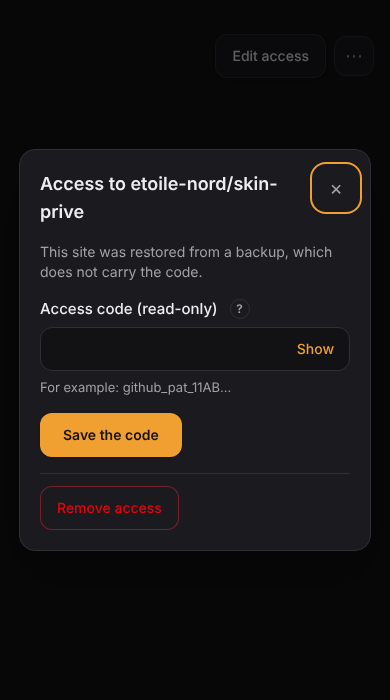 Edit access
···
Access to etoile-nord/skin-
prive
×
This site was restored from a backup, which
does not carry the code.
Access code (read-only) ?
Show
For example: github_pat_11AB…
Save the code
Remove access